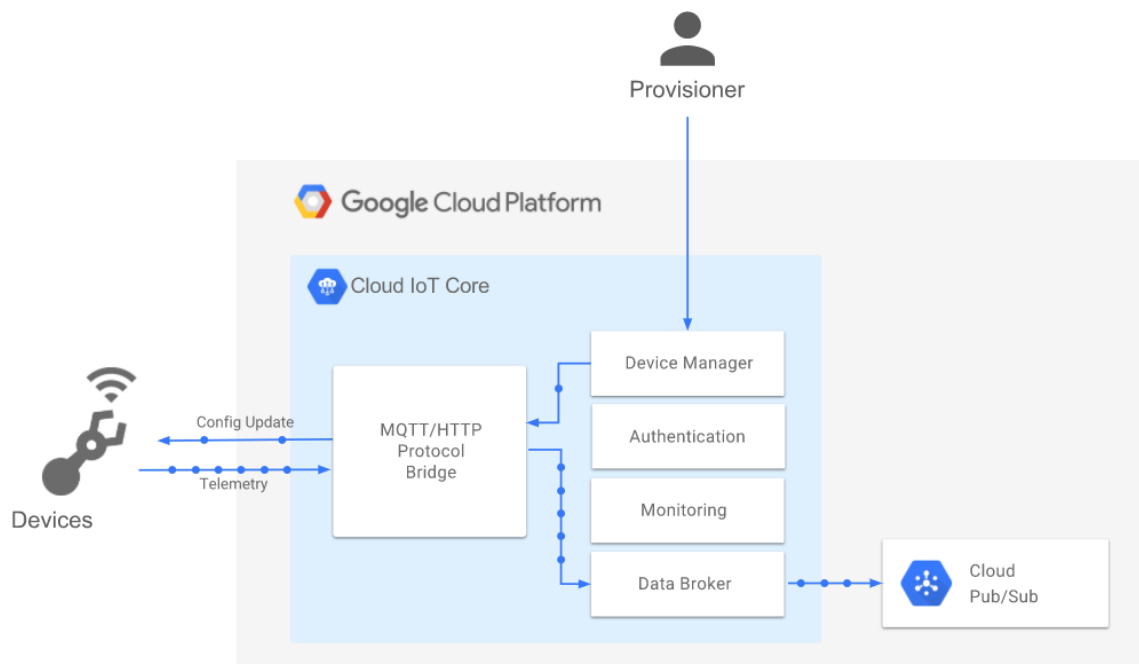 Provisioner
Google Cloud Platform
Cloud IoT Core
Device Manager
Config Update
MQTT/HTTP
Protocol
Bridge
Authentication
Telemetry
Devices
Monitoring
Data Broker
Cloud
Pub/Sub